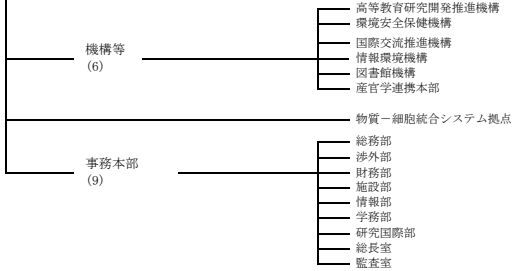 高等教育研究開発推進機構
環境安全保健機構
国際交流推進機構
機構等
(6)
情報環境機構
図書館機構
産官学連携本部
物質－細胞統合システム拠点
総務部
渉外部
事務本部
(9)
財務部
施設部
情報部
学務部
研究国際部
総長室
監査室